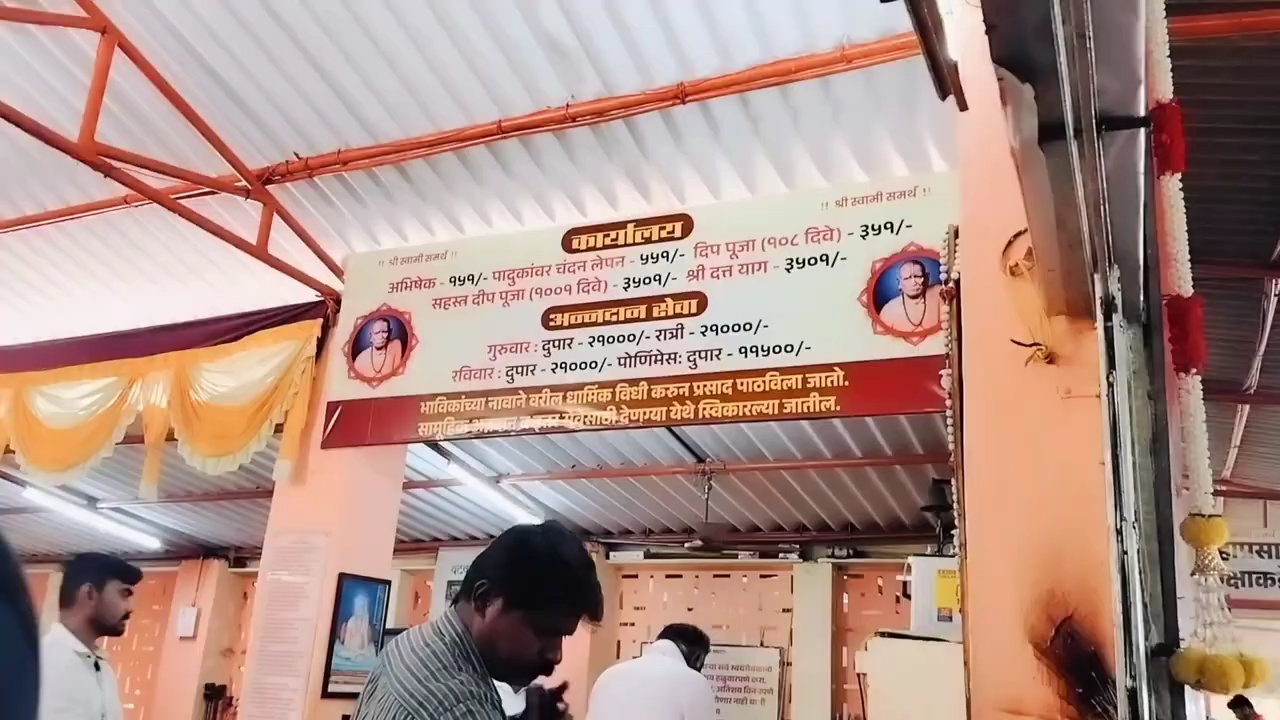 !! श्री स्वामी समर्थ !!
!! श्री स्वामी समर्थ !!
कार्यालय
अभिषेक - १५१/- पादुकांवर चंदन लेपन - ५५१/- दिप पूजा (१०८ दिवे) - ३५१/-
सहस्त्र दीप पूजा (१००१ दिवे) - ३५०१/- श्री दत्त याग - ३५०१/-
अन्नदान सेवा
गुरुवार : दुपार - २१०००/- रात्री - २१०००/-
रविवार : दुपार - २१०००/- पोर्णिमेस: दुपार - ११५००/-
भाविकांच्या नावाने वरील धार्मिक विधी करुन प्रसाद पाठविला जातो.
सामूहिक देणग्या येथे स्विकारल्या जातील.